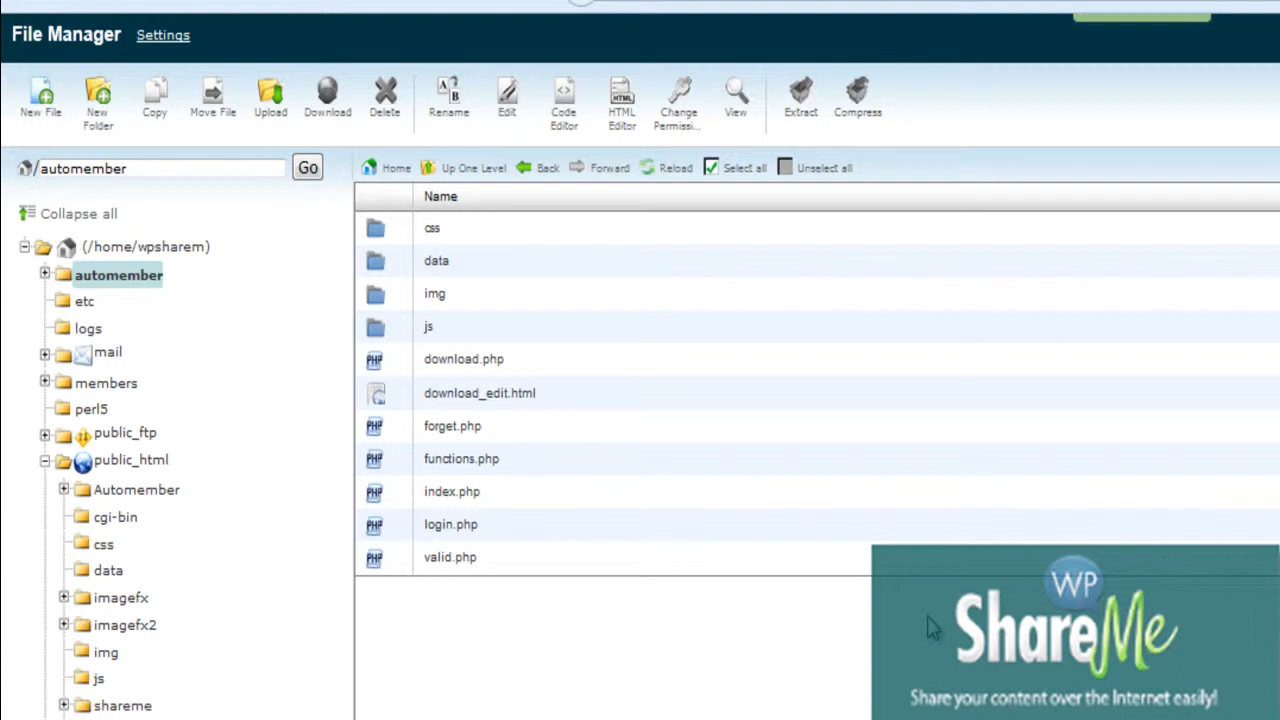 File Manager Settings
New File
New Folder
Copy
Move File
Upload
Download
Delete
Rename
Edit
Code Editor
HTML Editor
Change Permissi...
View
Extract
Compress
/automember Go
Home Up One Level Back Forward Reload Select all Unselect all
Collapse all
(/home/wpsharem)
automember
etc
logs
mail
members
perl5
public_ftp
public_html
Automember
cgi-bin
css
data
imagefx
imagefx2
img
js
shareme
Name
css
data
img
js
download.php
download_edit.html
forget.php
functions.php
index.php
login.php
valid.php
WP
ShareMe
Share your content over the Internet easily!